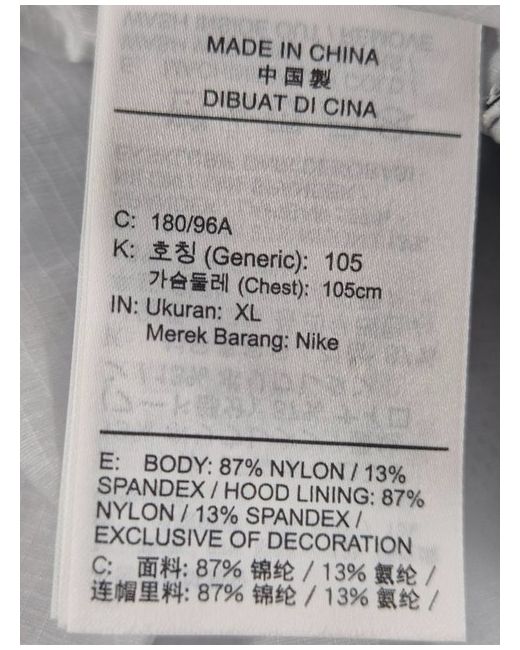 MADE IN CHINA
中国製
DIBUAT DI CINA
C: 180/96A
K: 호칭 (Generic): 105
가슴둘레 (Chest): 105cm
IN: Ukuran: XL
Merek Barang: Nike
E: BODY: 87% NYLON / 13%
SPANDEX / HOOD LINING: 87%
NYLON / 13% SPANDEX /
EXCLUSIVE OF DECORATION
C: 面料: 87% 锦纶 / 13% 氨纶 /
连帽里料: 87% 锦纶 / 13% 氨纶 /